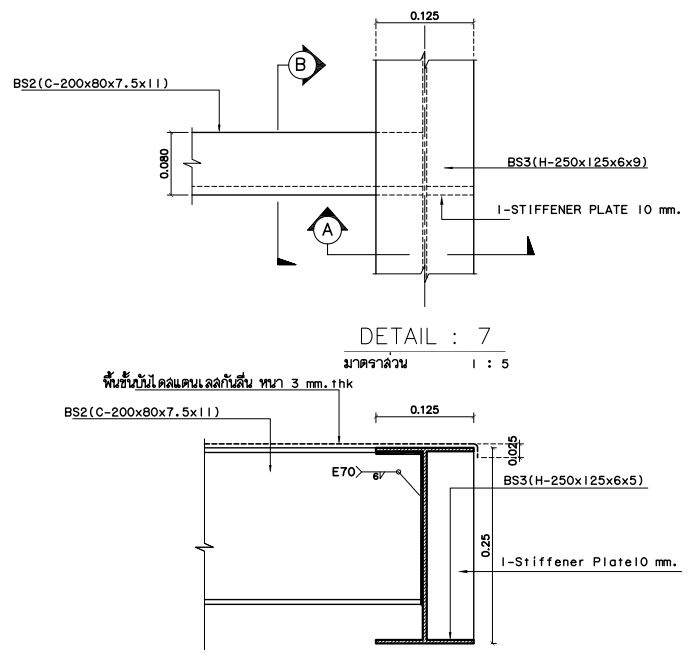 0.125
B
BS2(C-200x80x7.5x11)
0.080
BS3(H-250x125x6x9)
1-STIFFENER PLATE 10 mm.
A
DETAIL : 7
มาตราส่วน 1 : 5
พื้นชั้นบันไดสแตนเลสกันลื่น หนา 3 mm.thk
BS2(C-200x80x7.5x11)
0.125
0.025
E70
6
BS3(H-250x125x6x5)
0.25
1-Stiffener Plate10 mm.